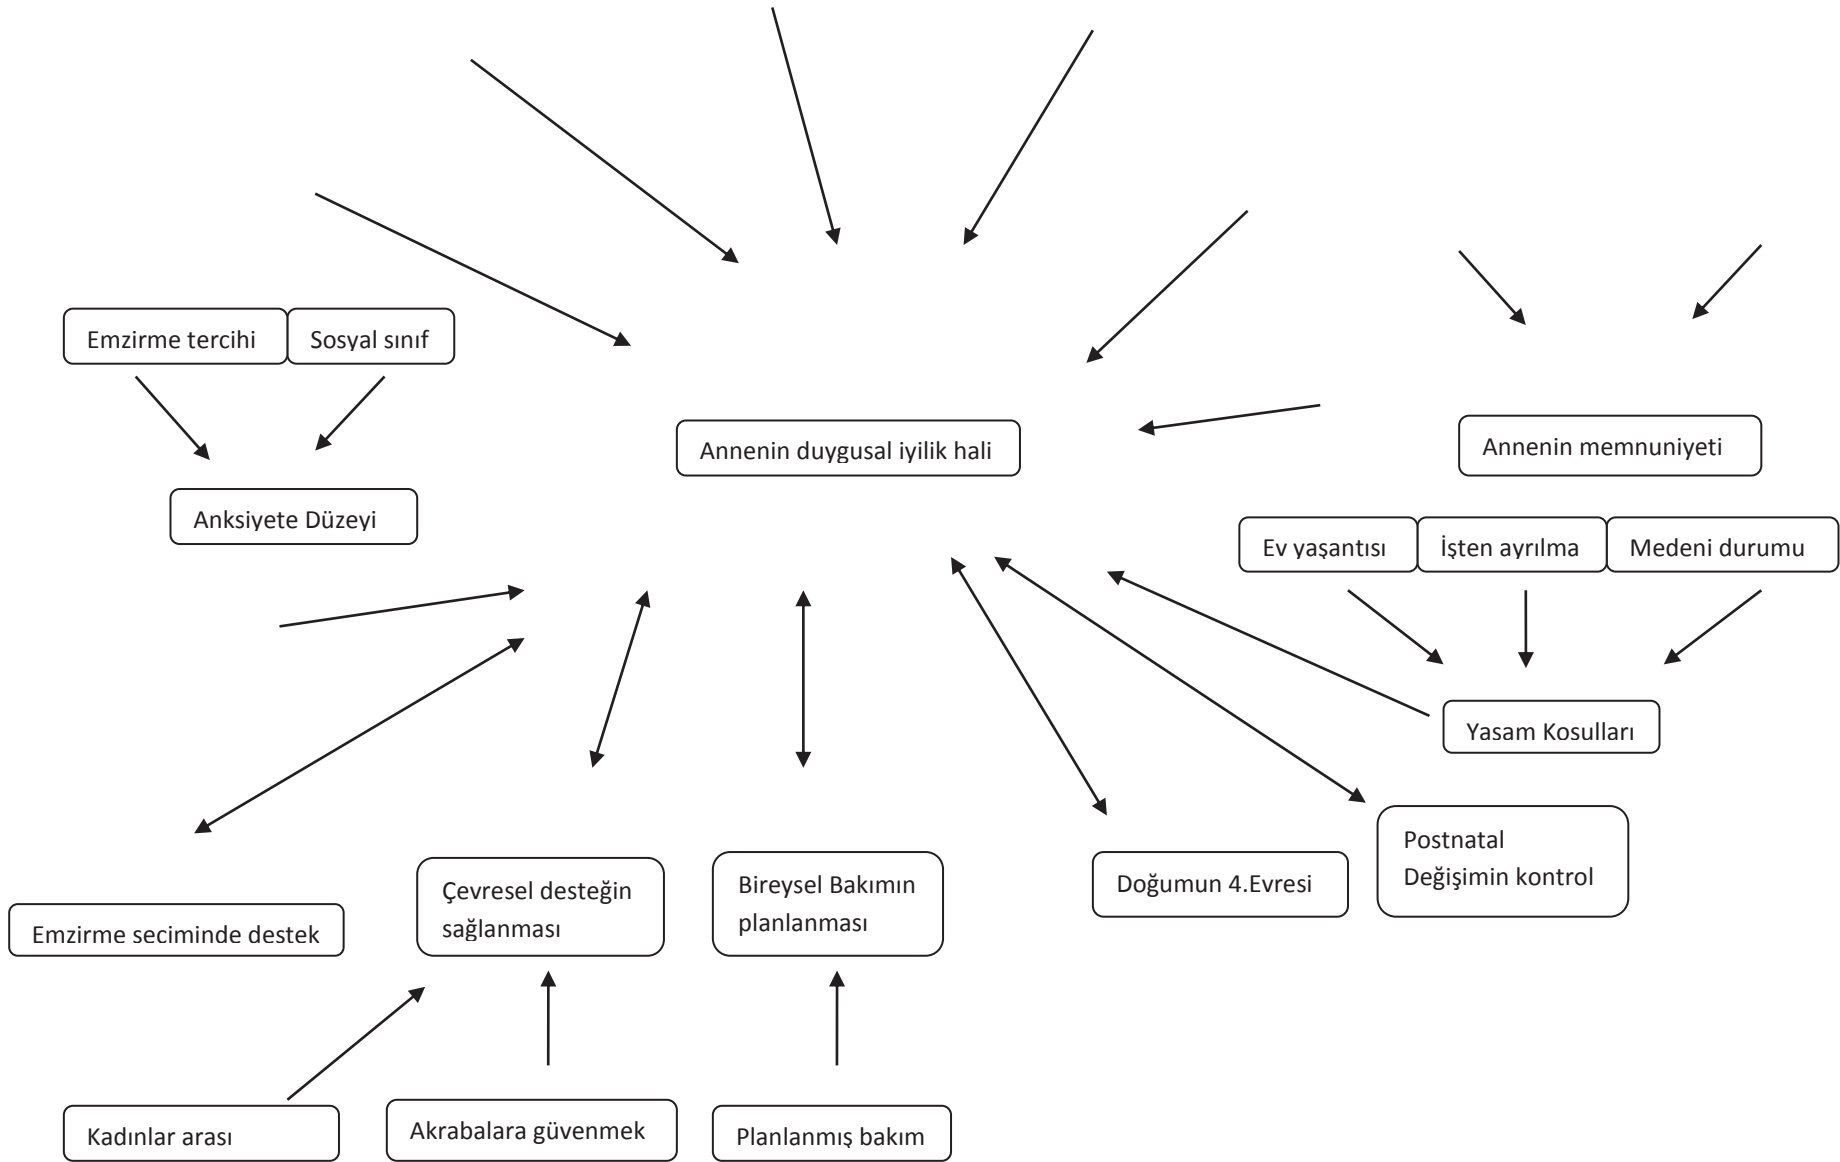 Emzirme tercihi
Sosyal sınıf
Annenin duygusal iyilik hali
Annenin memnuniyeti
Anksiyete Düzeyi
Ev yaşantısı
İşten ayrılma
Medeni durumu
Yasam Kosulları
Postnatal
Değişimin kontrol
Doğumun 4.Evresi
Bireysel Bakımın
planlanması
Çevresel desteğin
sağlanması
Emzirme seciminde destek
Kadınlar arası
Akrabalara güvenmek
Planlanmış bakım